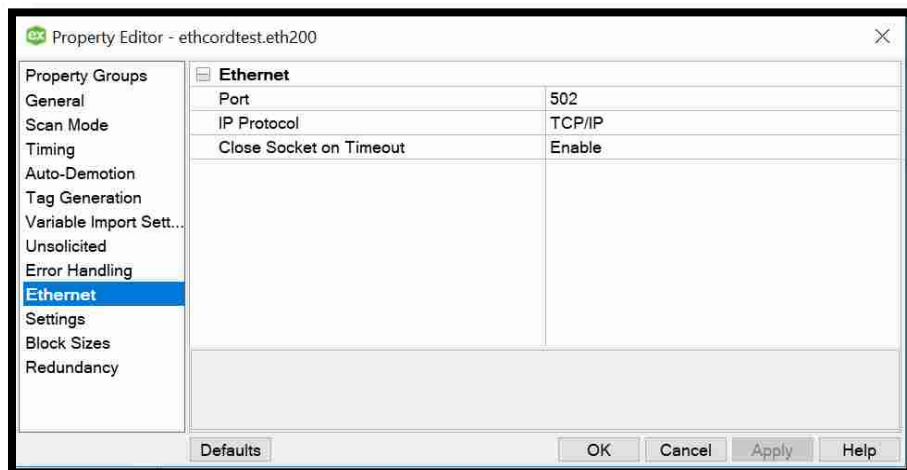 ex Property Editor - ethcordtest.eth200
Property Groups
General
Scan Mode
Timing
Auto-Demotion
Tag Generation
Variable Import Sett...
Unsolicited
Error Handling
Ethernet
Settings
Block Sizes
Redundancy
Ethernet
Port 502
IP Protocol TCP/IP
Close Socket on Timeout Enable
Defaults OK Cancel Apply Help